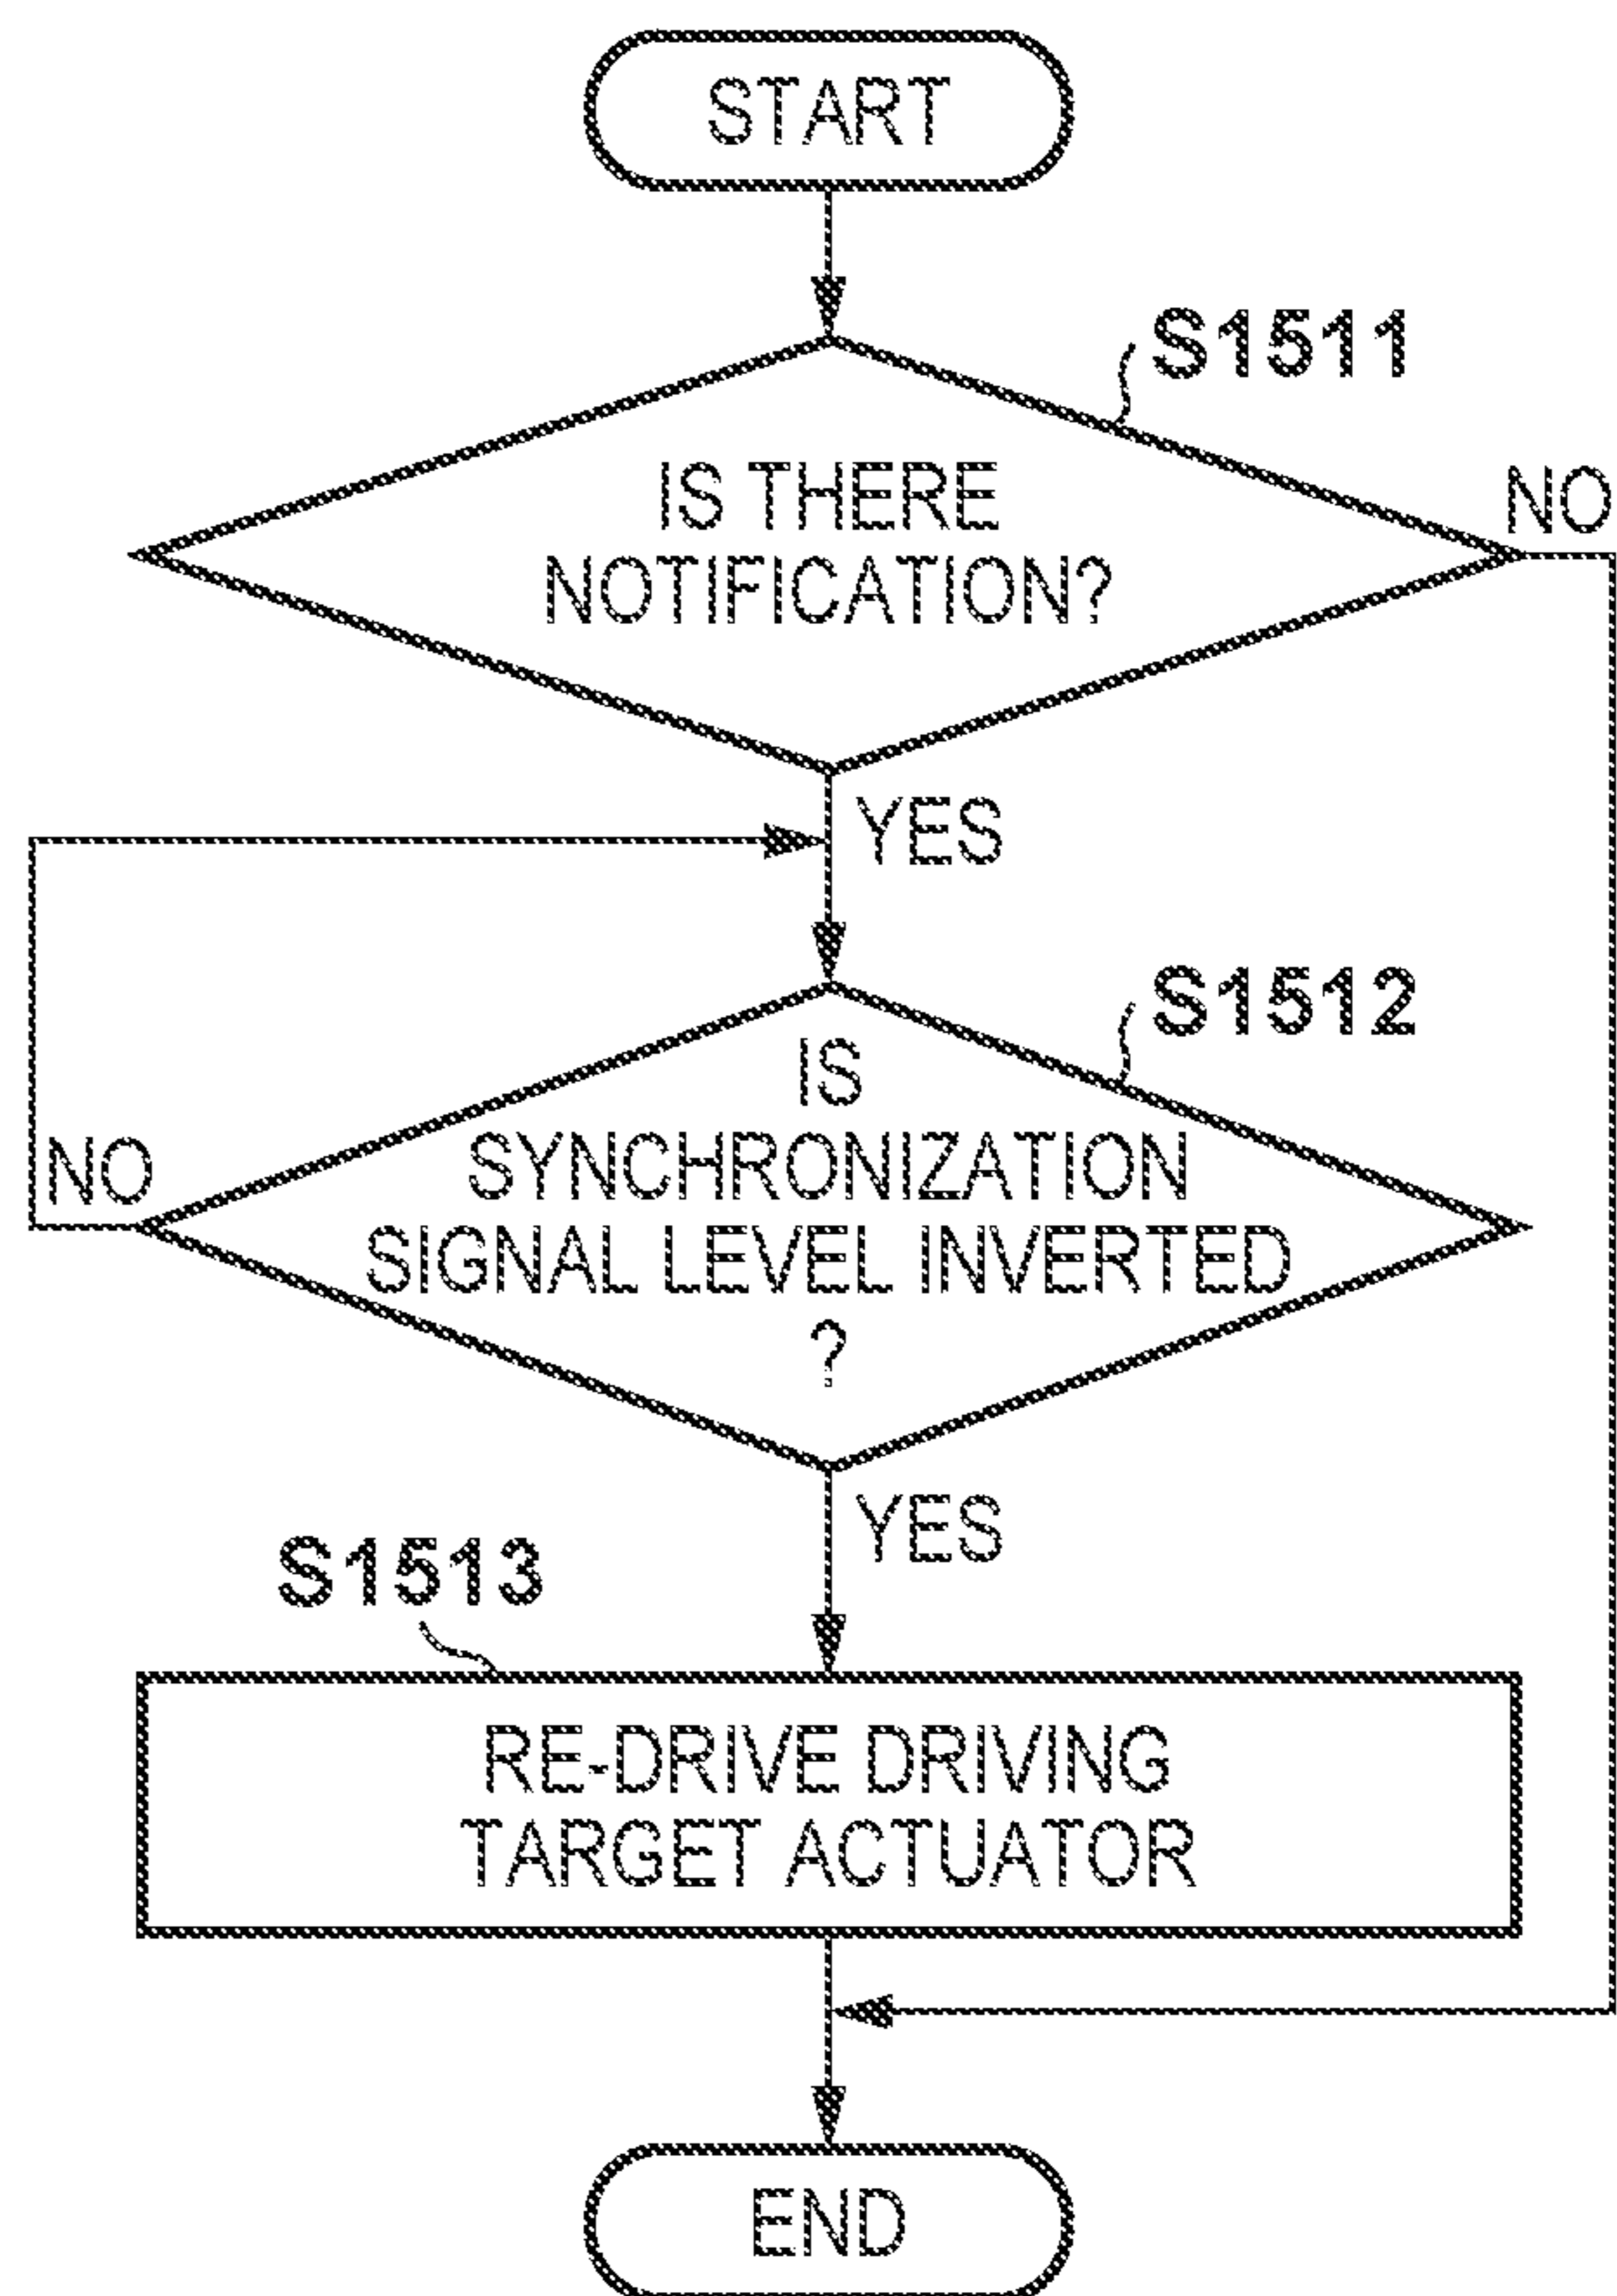 START
S1511
IS THERE
NOTIFICATION?
NO
YES
S1512
IS
SYNCHRONIZATION
SIGNAL LEVEL INVERTED
?
NO
YES
S1513
RE-DRIVE DRIVING
TARGET ACTUATOR
END